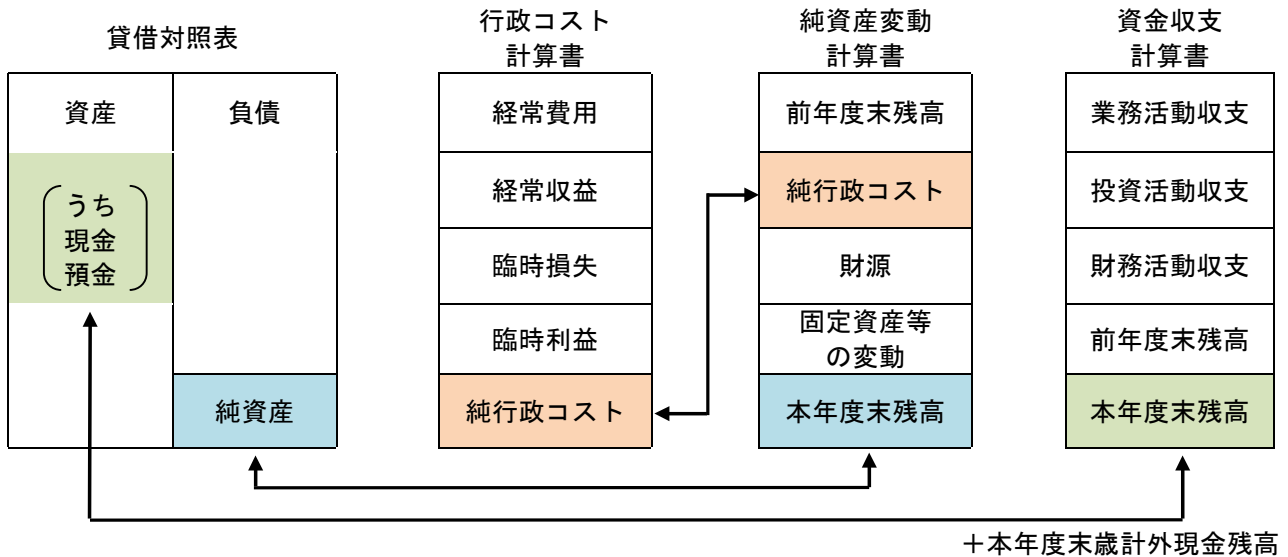 貸借対照表
資産
負債
うち
現金
預金
純資産
行政コスト
計算書
経常費用
経常収益
臨時損失
臨時利益
純行政コスト
純資産変動
計算書
前年度末残高
純行政コスト
財源
固定資産等
の変動
本年度末残高
資金収支
計算書
業務活動収支
投資活動収支
財務活動収支
前年度末残高
本年度末残高
＋本年度末歳計外現金残高